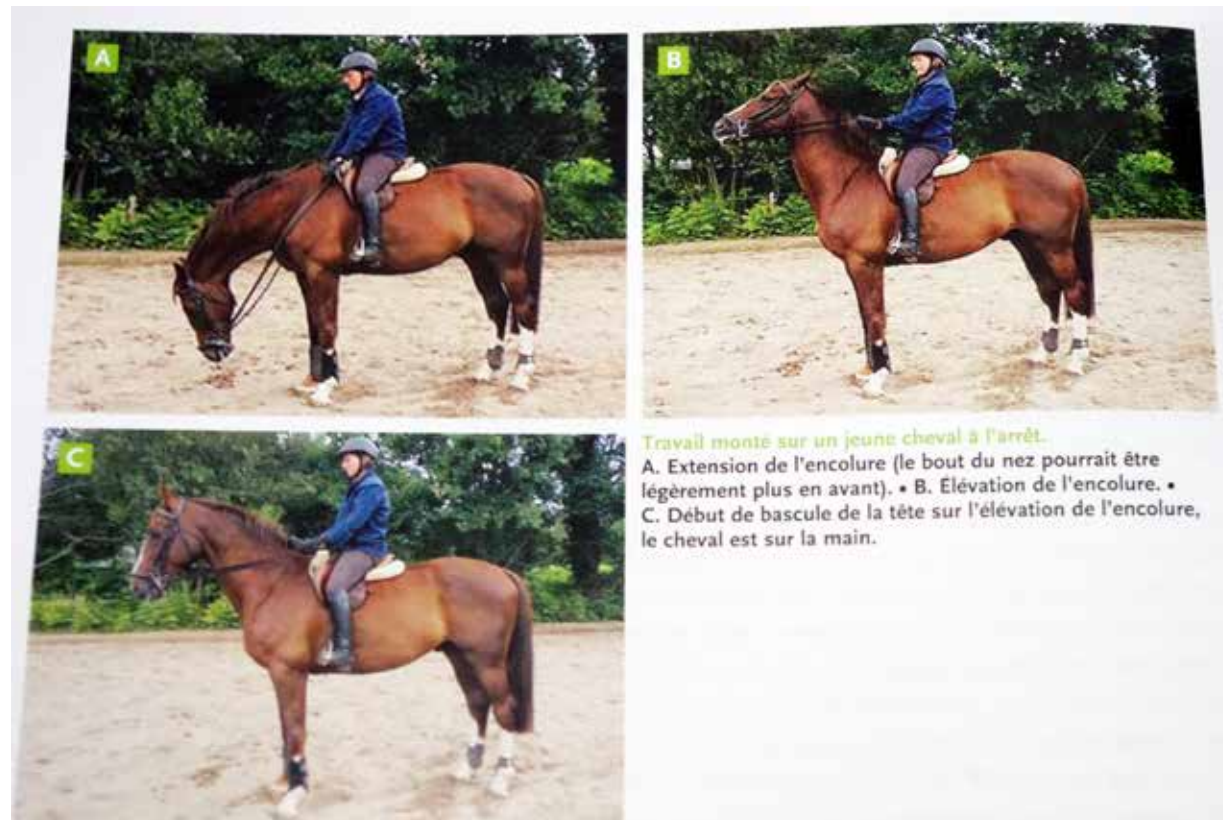 A
B
C
Travail monté sur un jeune cheval à l'arrêt.
A. Extension de l'encolure (le bout du nez pourrait être
légèrement plus en avant). • B. Élévation de l'encolure. •
C. Début de bascule de la tête sur l'élévation de l'encolure,
le cheval est sur la main.